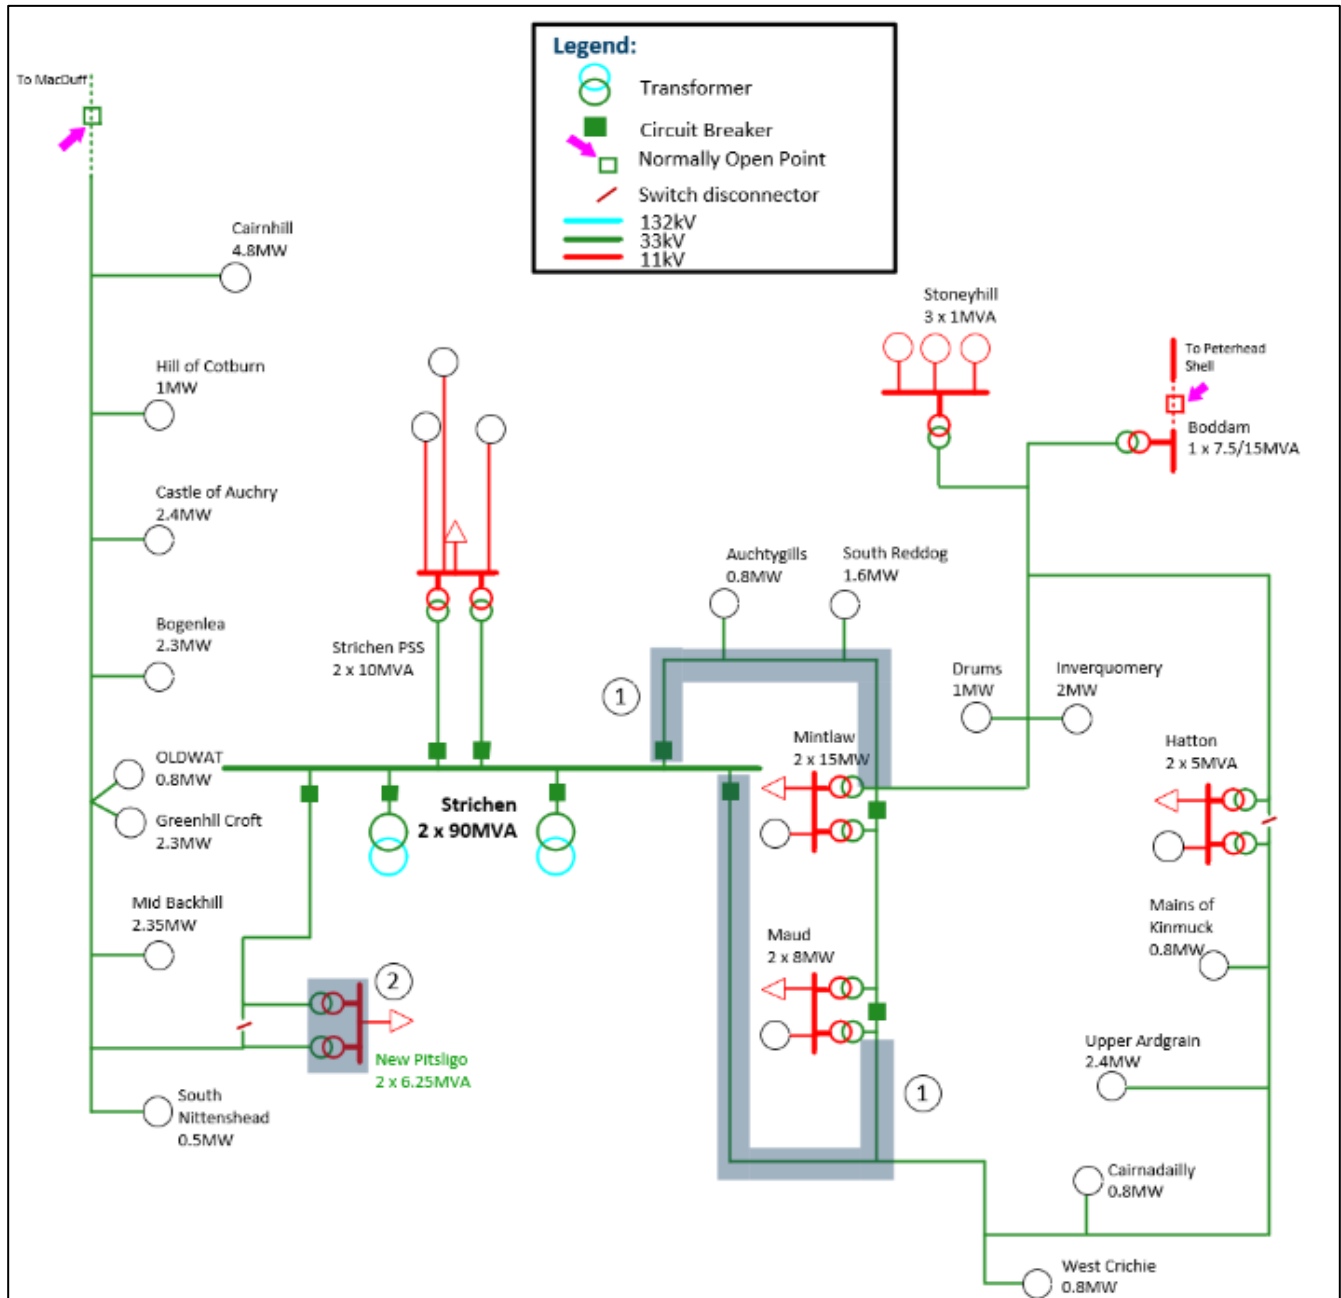 Legend:
Transformer
Circuit Breaker
Normally Open Point
Switch disconnector
132kV
33kV
11kV
To MacDuff
Cairnhill
4.8MW
Hill of Cotburn
1MW
Castle of Auchry
2.4MW
Bogenlea
2.3MW
OLDWAT
0.8MW
Greenhill Croft
2.3MW
Mid Backhill
2.35MW
South
Nittenshead
0.5MW
Strichen PSS
2 x 10MVA
Strichen
2 x 90MVA
2
New Pitsligo
2 x 6.25MVA
1
Auchtygills
0.8MW
South Reddog
1.6MW
Mintlaw
2 x 15MW
Maud
2 x 8MW
1
Stoneyhill
3 x 1MVA
To Peterhead
Shell
Boddam
1 x 7.5/15MVA
Drums
1MW
Inverquomery
2MW
Hatton
2 x 5MVA
Mains of
Kinmuck
0.8MW
Upper Ardgrain
2.4MW
Cairnadailly
0.8MW
West Crichie
0.8MW